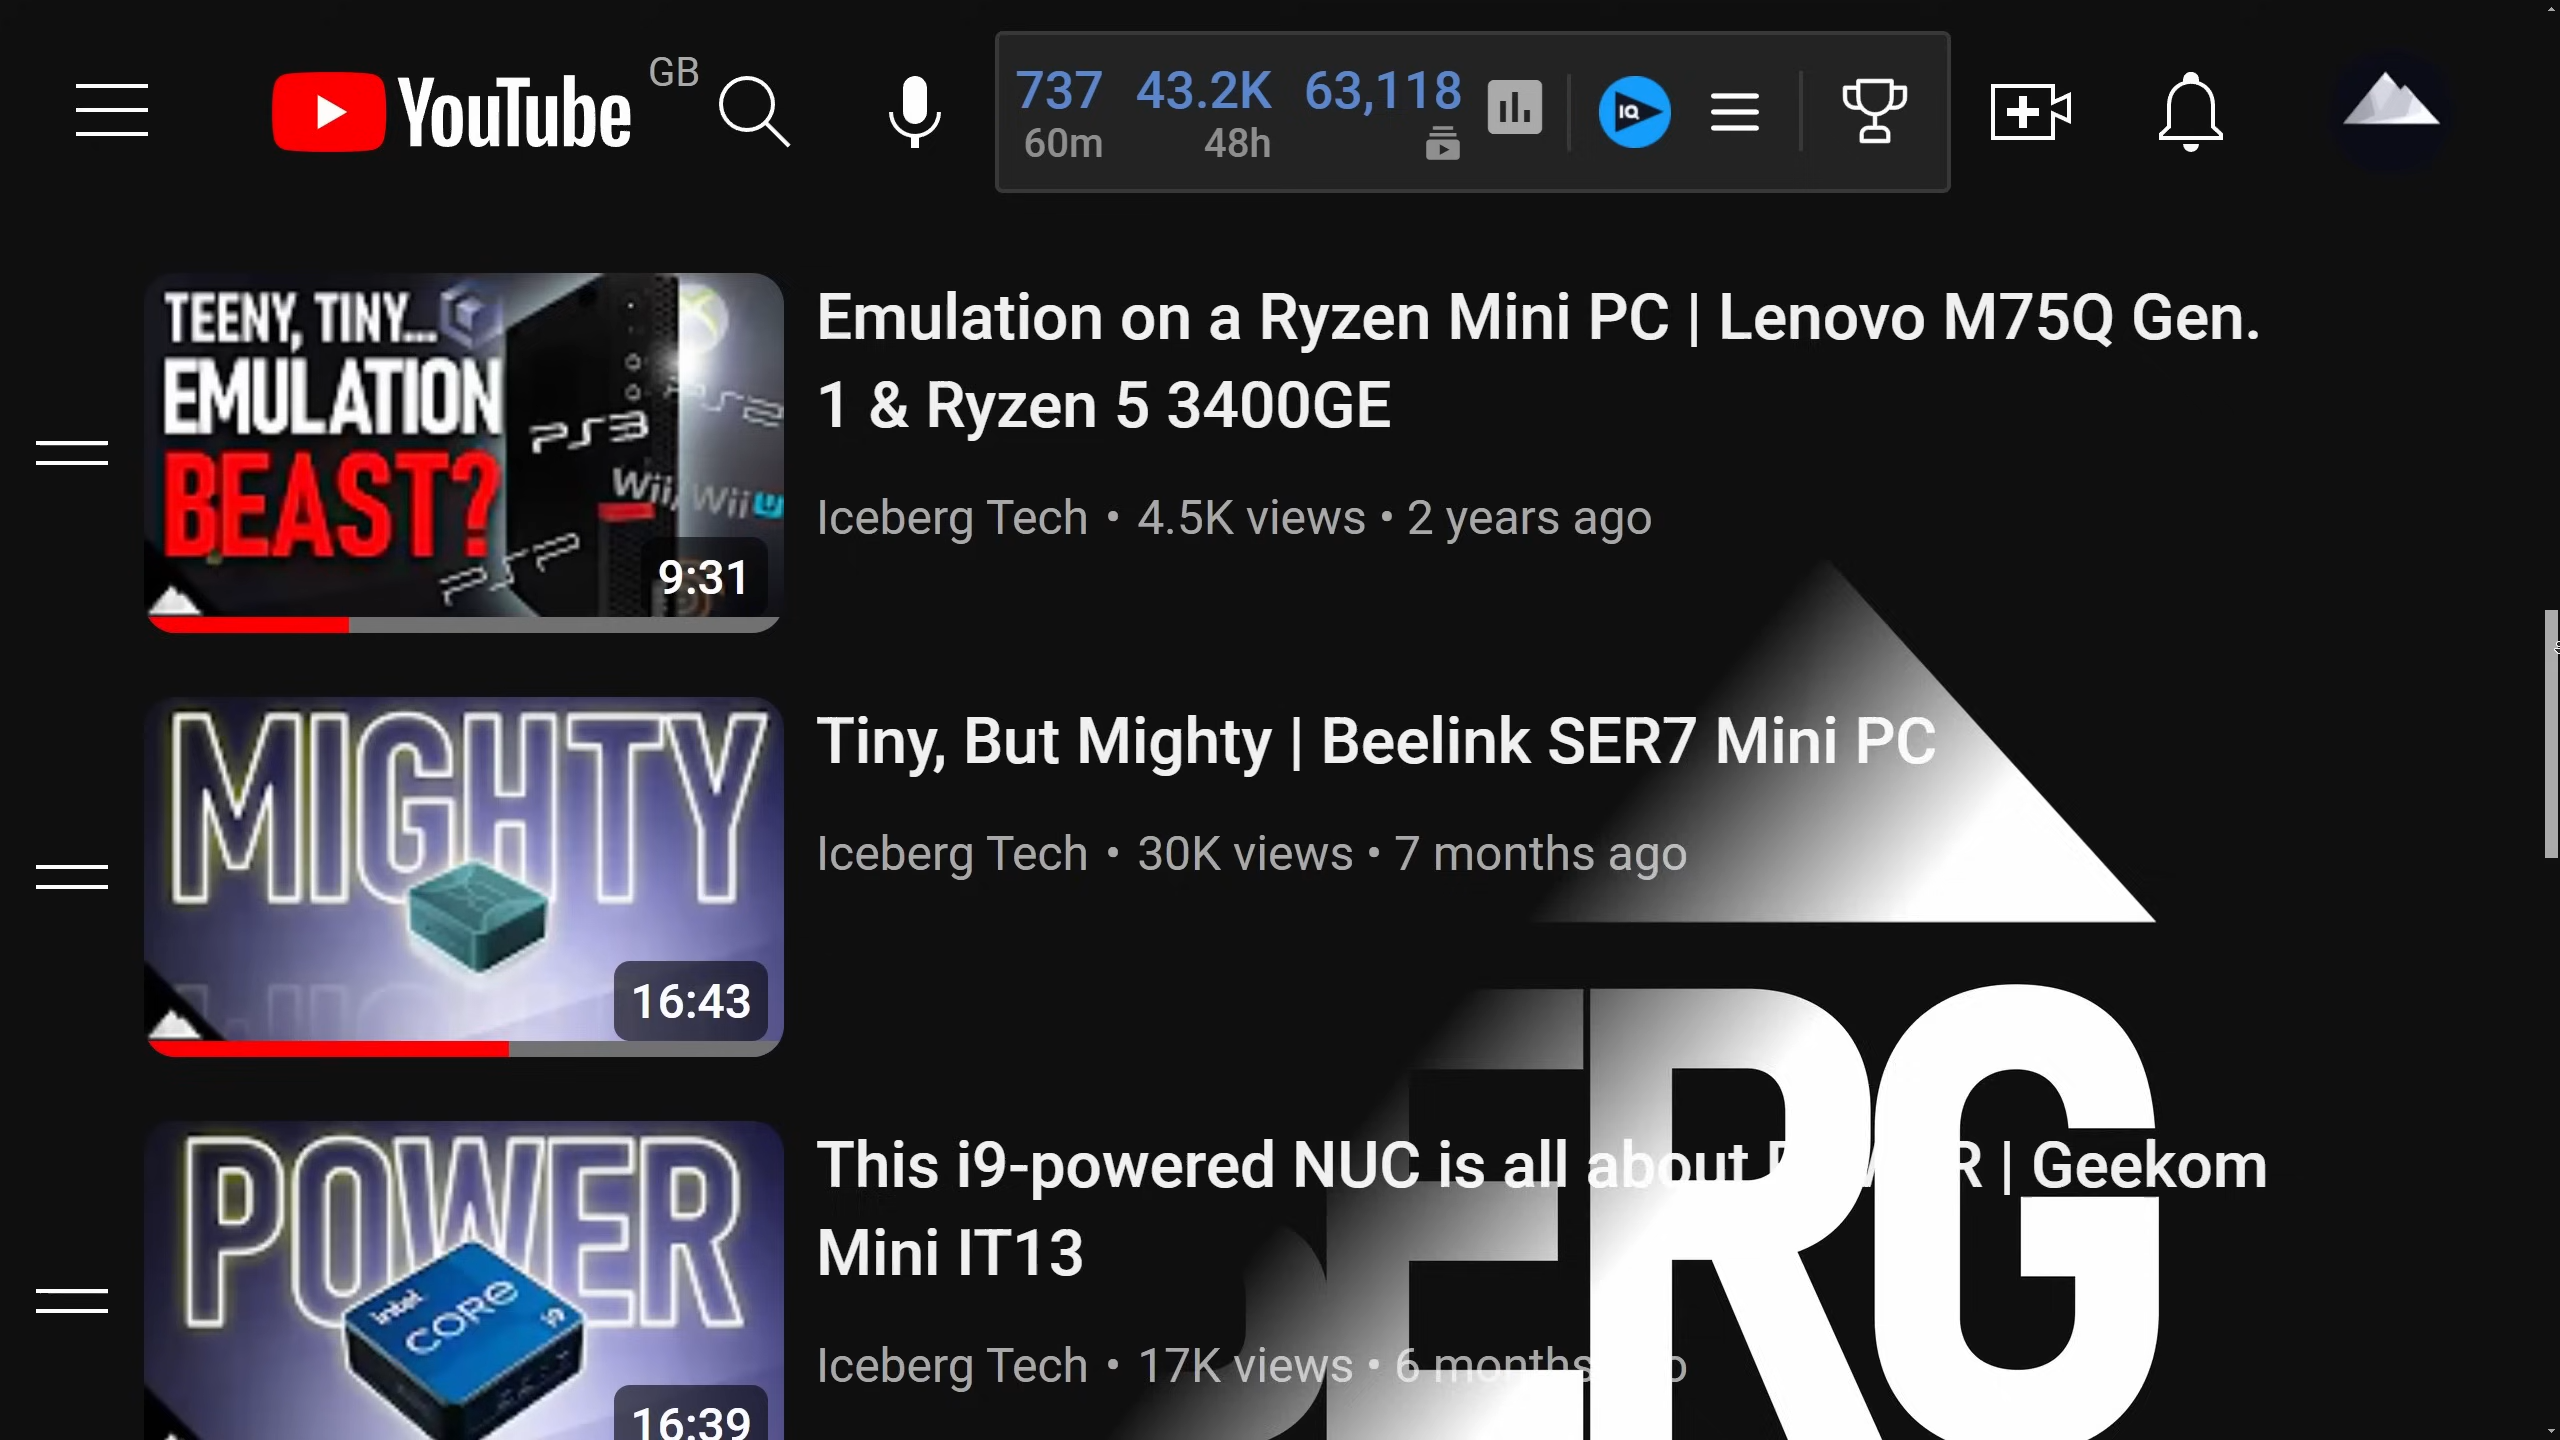 YouTube GB
737 43.2K 63,118
60m 48h
IQ
TEENY, TINY...
EMULATION
BEAST?
PS3
PS2
Wii
WiiU
PSP
9:31
Emulation on a Ryzen Mini PC | Lenovo M75Q Gen.
1 & Ryzen 5 3400GE
Iceberg Tech • 4.5K views • 2 years ago
MIGHTY
16:43
Tiny, But Mighty | Beelink SER7 Mini PC
Iceberg Tech • 30K views • 7 months ago
POWER
intel
CORE
i9
16:39
This i9-powered NUC is all about R | Geekom
Mini IT13
Iceberg Tech • 17K views • 6 months
ERG